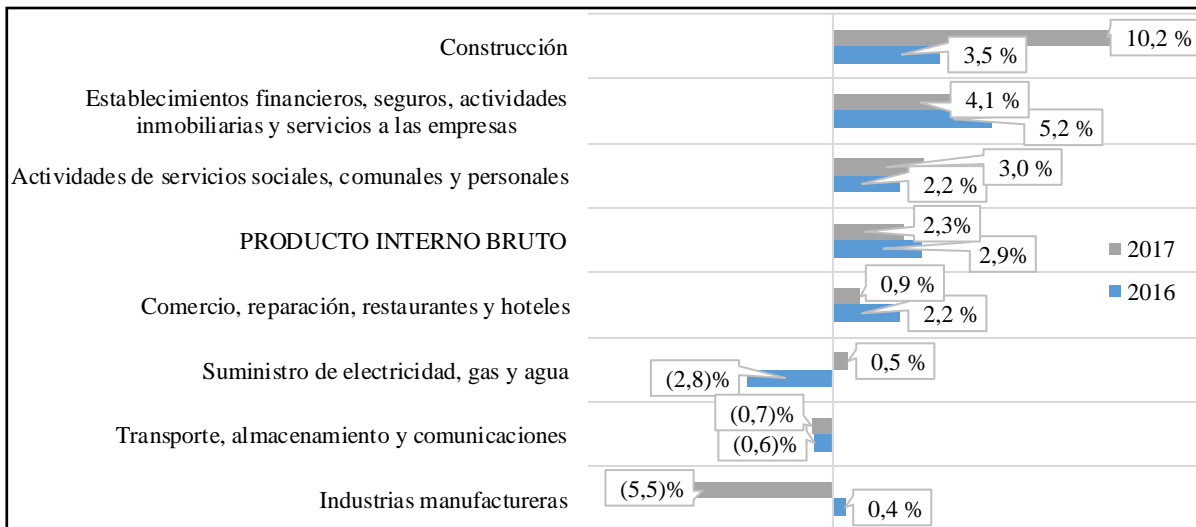 Construcción
10,2 %
3,5 %
Establecimientos financieros, seguros, actividades
inmobiliarias y servicios a las empresas
4,1 %
5,2 %
Actividades de servicios sociales, comunales y personales
3,0 %
2,2 %
PRODUCTO INTERNO BRUTO
2,3%
2,9%
2017
2016
Comercio, reparación, restaurantes y hoteles
0,9 %
2,2 %
Suministro de electricidad, gas y agua
0,5 %
(2,8)%
Transporte, almacenamiento y comunicaciones
(0,7)%
(0,6)%
Industrias manufactureras
(5,5)%
0,4 %